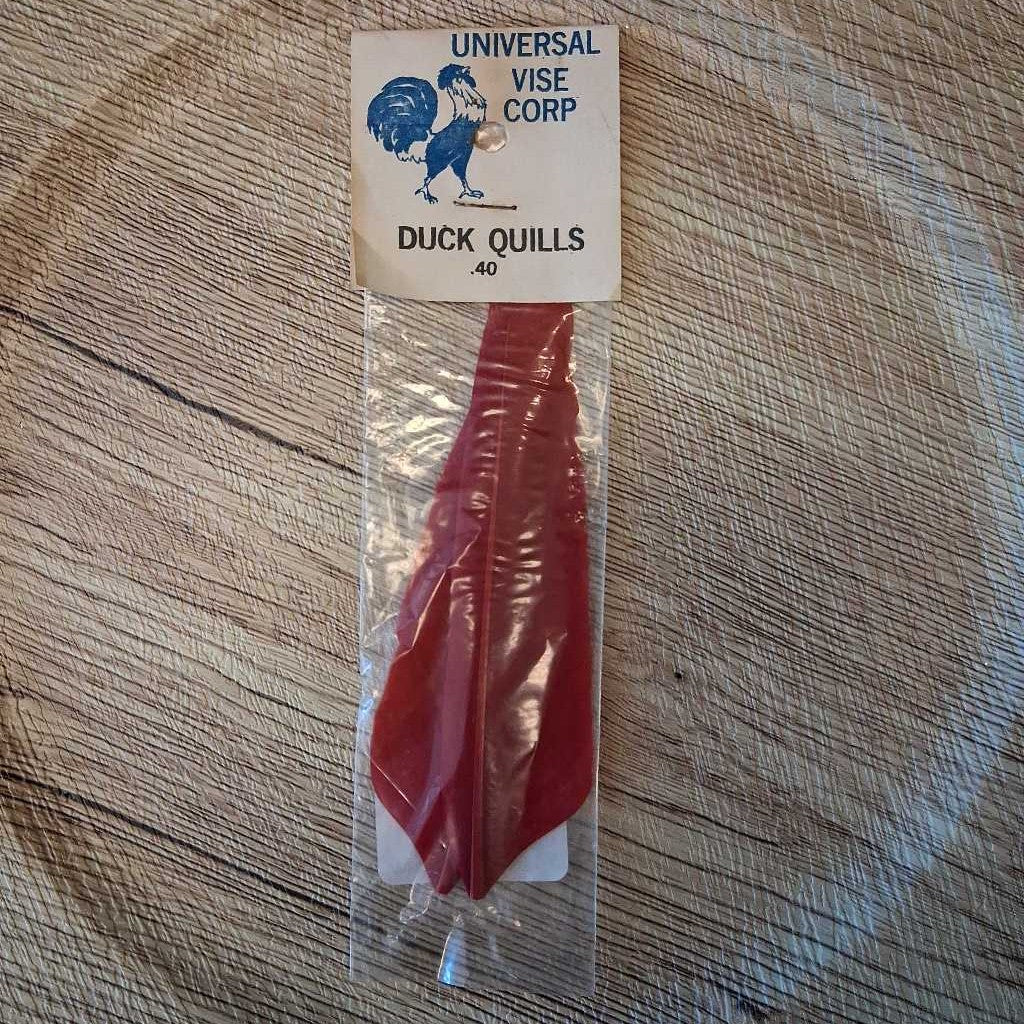 UNIVERSAL
VISE
CORP
DUCK QUILLS
.40